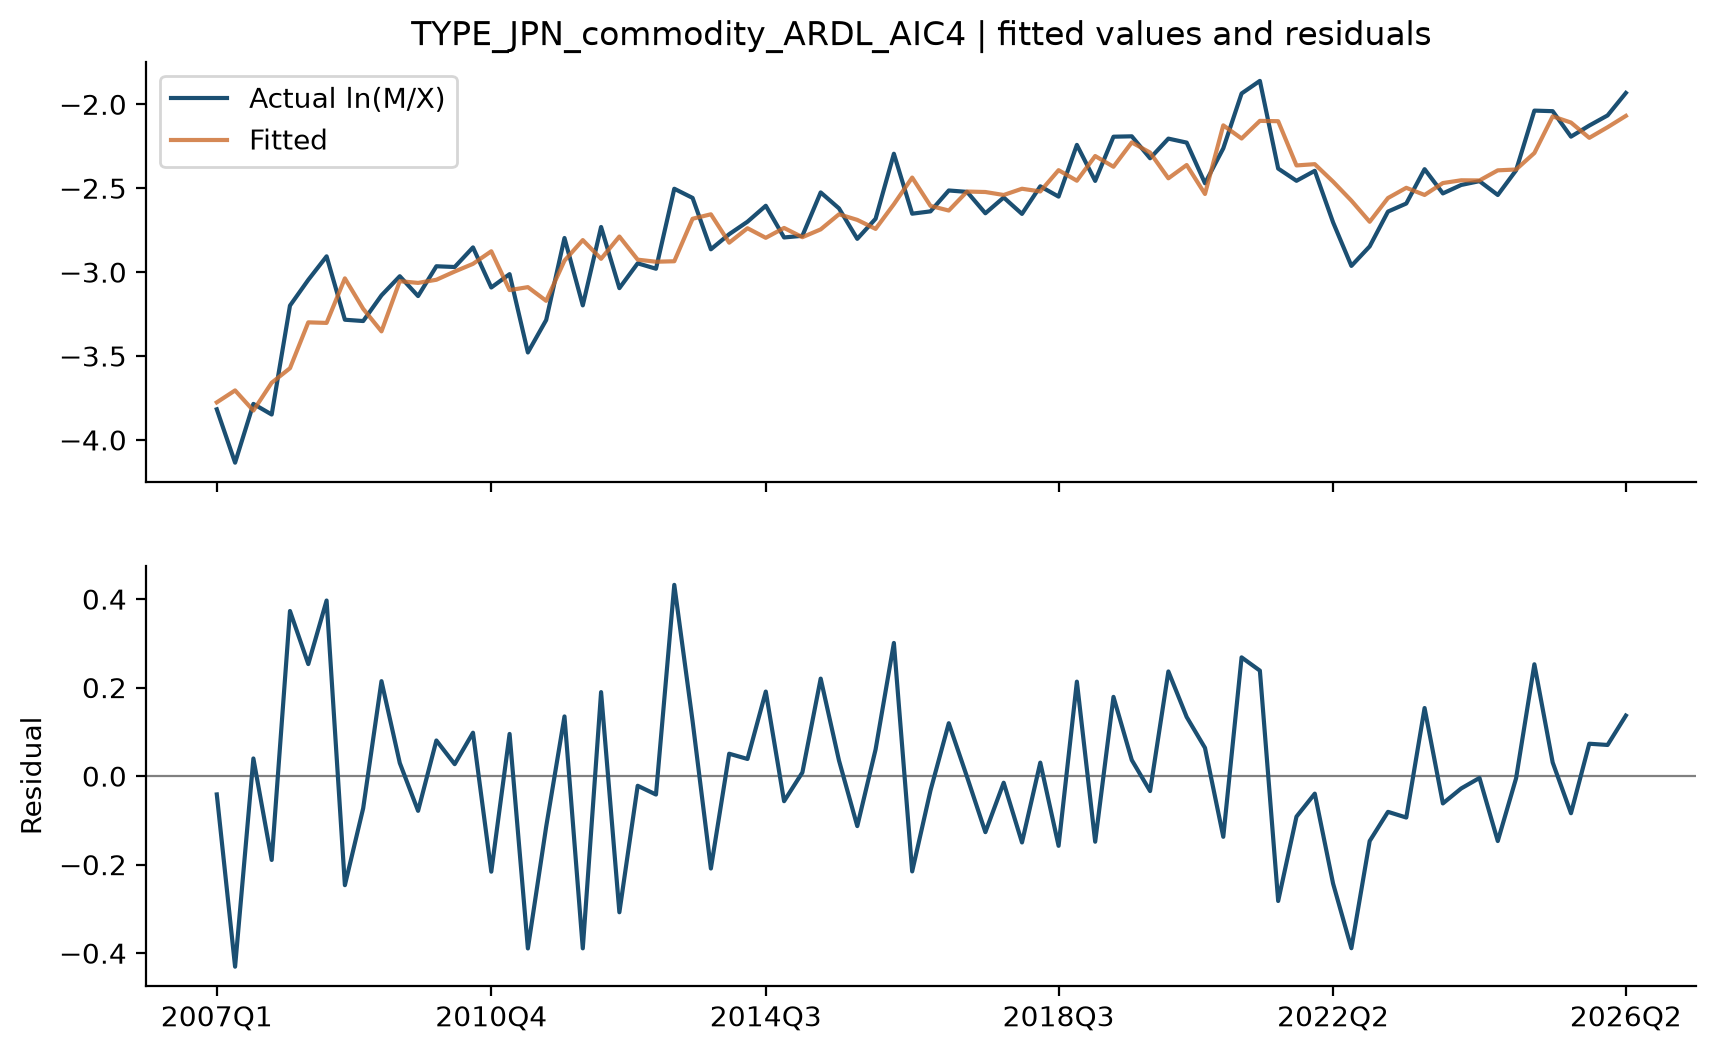 TYPE_JPN_commodity_ARDL_AIC4 | fitted values and residuals
Actual ln(M/X)
Fitted
−2.0
−2.5
−3.0
−3.5
−4.0
Residual
0.4
0.2
0.0
−0.2
−0.4
2007Q1 2010Q4 2014Q3 2018Q3 2022Q2 2026Q2